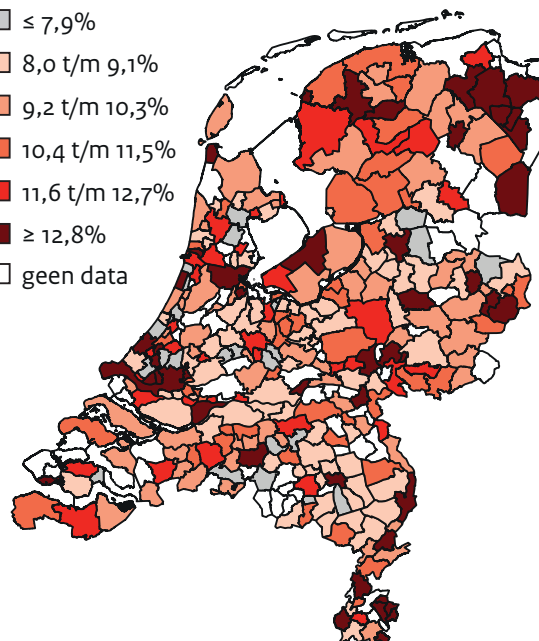 ≤ 7,9%
8,0 t/m 9,1%
9,2 t/m 10,3%
10,4 t/m 11,5%
11,6 t/m 12,7%
≥ 12,8%
geen data